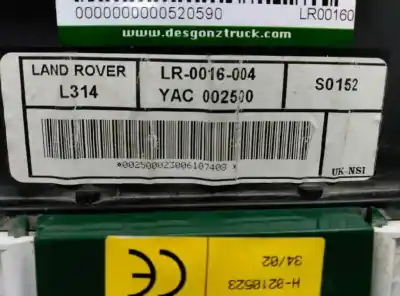 0000000000520590
LR00160
www.desgonztruck.com
LAND ROVER
L314
LR-0016-004
YAC 002500
S0152
*002500023006107408 *
UK-NSI
CE
H-0210523
34/02